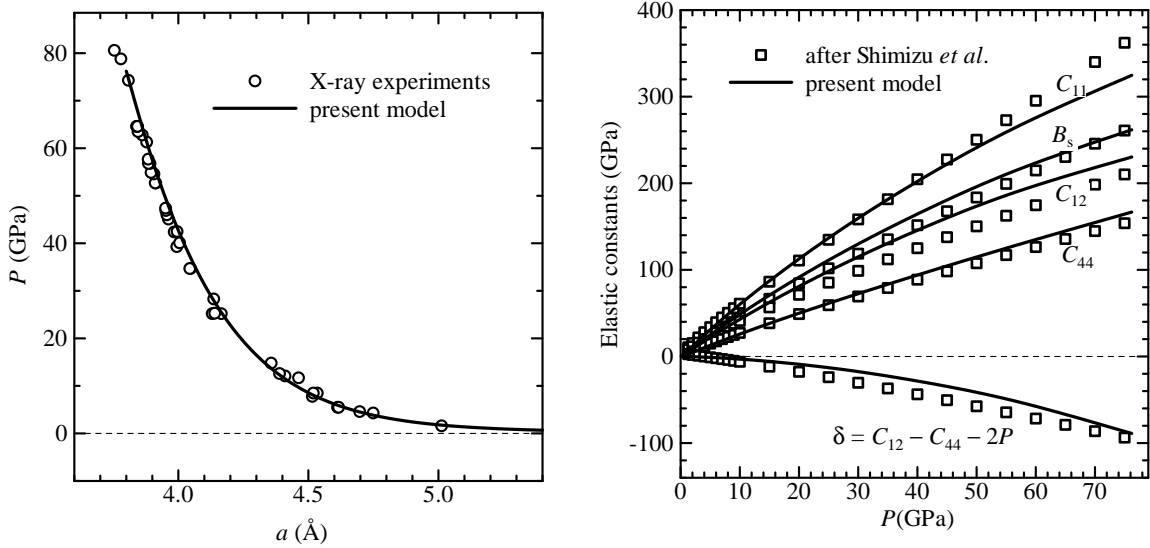 80
60
40
20
0
P (GPa)
4.0 4.5 5.0
a (Å)
X-ray experiments
present model
400
300
200
100
0
-100
Elastic constants (GPa)
after Shimizu et al.
present model
C11
Bs
C12
C44
δ = C12 − C44 − 2P
0 10 20 30 40 50 60 70
P(GPa)